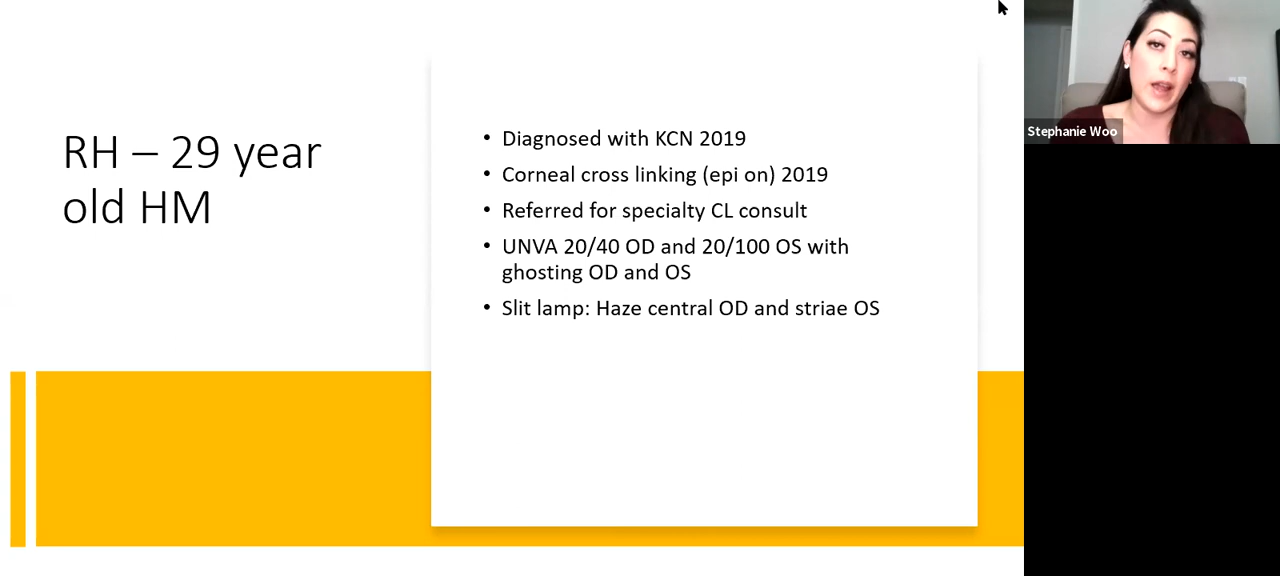 RH – 29 year
old HM
• Diagnosed with KCN 2019
• Corneal cross linking (epi on) 2019
• Referred for specialty CL consult
• UNVA 20/40 OD and 20/100 OS with
ghosting OD and OS
• Slit lamp: Haze central OD and striae OS
Stephanie Woo